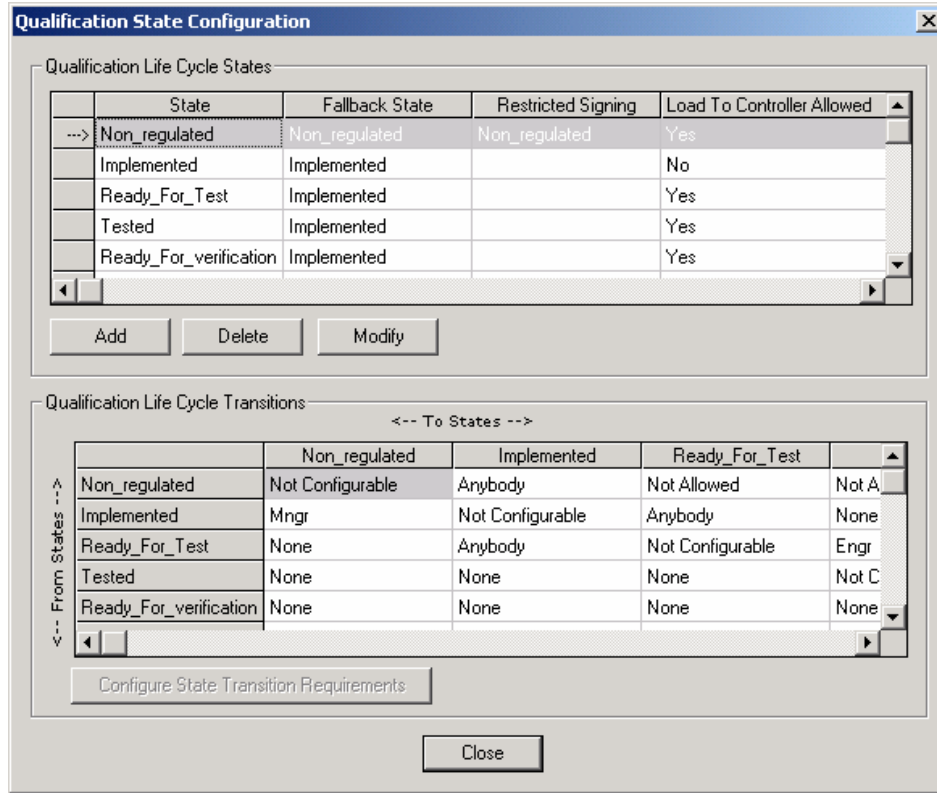 Qualification State Configuration
Qualification Life Cycle States
State Fallback State Restricted Signing Load To Controller Allowed
---> Non_regulated Non_regulated Non_regulated Yes
Implemented Implemented No
Ready_For_Test Implemented Yes
Tested Implemented Yes
Ready_For_verification Implemented Yes
Add Delete Modify
Qualification Life Cycle Transitions
<-- To States -->
<-- From States -->
Non_regulated Implemented Ready_For_Test
Non_regulated Not Configurable Anybody Not Allowed Not A
Implemented Mngr Not Configurable Anybody None
Ready_For_Test None Anybody Not Configurable Engr
Tested None None None Not C
Ready_For_verification None None None None
Configure State Transition Requirements
Close